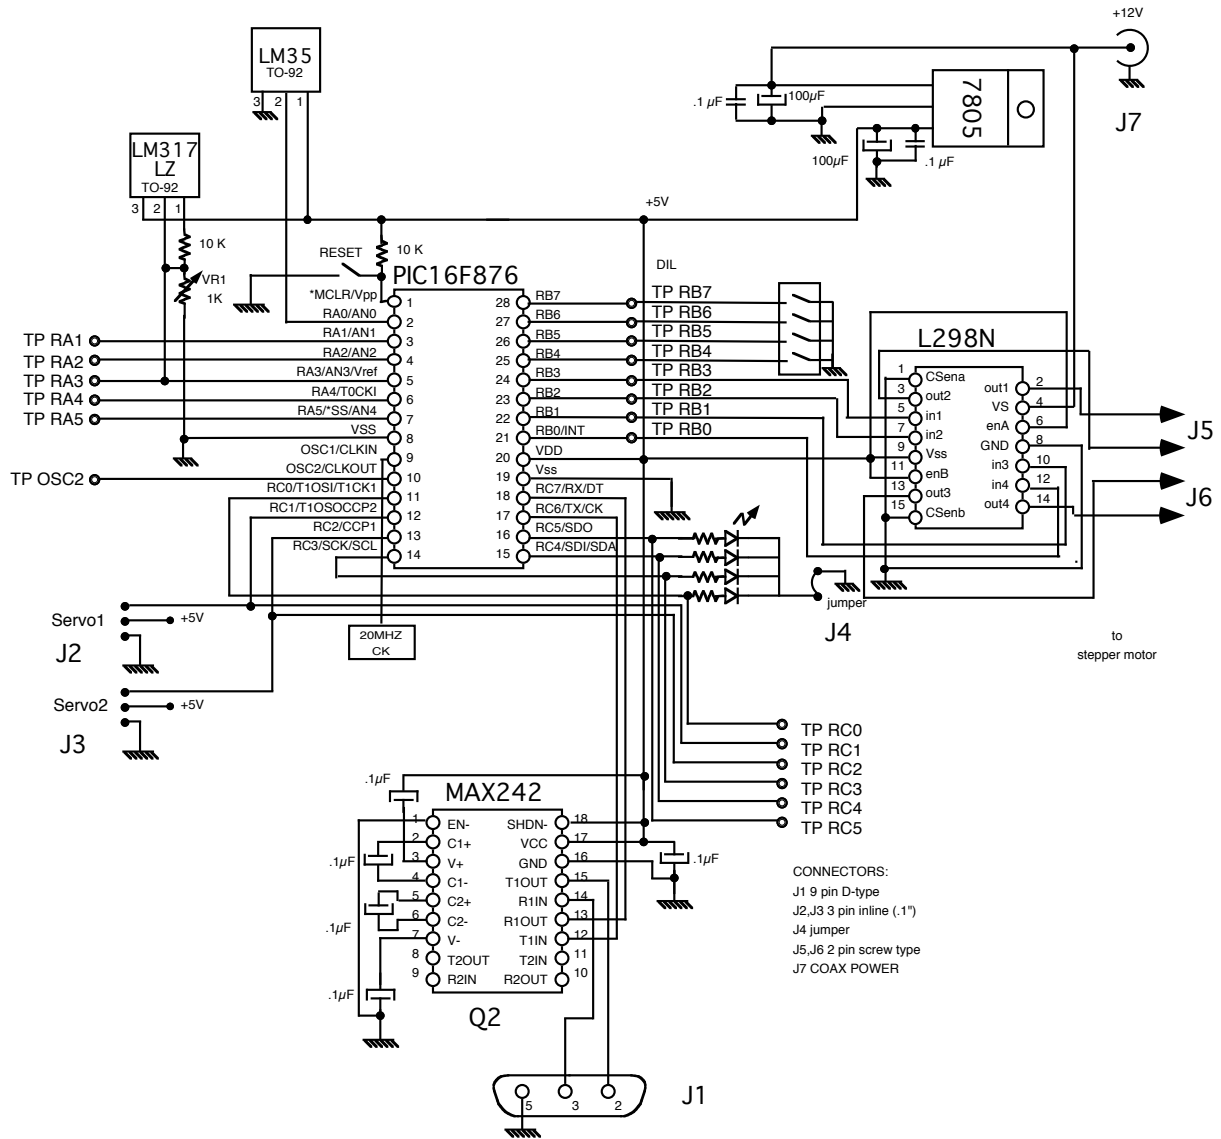 +12V
LM35
TO-92
3 2 1
.1 µF
100µF
7805
J7
LM317
LZ
TO-92
3 2 1
100µF
.1 µF
+5V
10 K
RESET
10 K
DIL
VR1
1K
PIC16F876
*MCLR/Vpp 1 28 RB7 TP RB7
RA0/AN0 2 27 RB6 TP RB6
TP RA1 RA1/AN1 3 26 RB5 TP RB5
TP RA2 RA2/AN2 4 25 RB4 TP RB4
TP RA3 RA3/AN3/Vref 5 24 RB3 TP RB3
TP RA4 RA4/T0CKI 6 23 RB2 TP RB2
TP RA5 RA5/*SS/AN4 7 22 RB1 TP RB1
VSS 8 21 RB0/INT TP RB0
OSC1/CLKIN 9 20 VDD
TP OSC2 OSC2/CLKOUT 10 19 Vss
RC0/T1OSI/T1CK1 11 18 RC7/RX/DT
RC1/T1OSOCCP2 12 17 RC6/TX/CK
RC2/CCP1 13 16 RC5/SDO
RC3/SCK/SCL 14 15 RC4/SDI/SDA
L298N
1 CSena
3 out2 out1 2
5 in1 VS 4
7 in2 enA 6
9 Vss GND 8
11 enB in3 10
13 out3 in4 12
15 CSenb out4 14
J5
J6
jumper
J4
to
stepper motor
20MHZ
CK
Servo1 +5V
J2
Servo2 +5V
J3
TP RC0
TP RC1
TP RC2
TP RC3
TP RC4
TP RC5
.1µF
MAX242
1 EN- SHDN- 18
2 C1+ VCC 17
3 V+ GND 16
4 C1- T1OUT 15
5 C2+ R1IN 14
6 C2- R1OUT 13
7 V- T1IN 12
8 T2OUT T2IN 11
9 R2IN R2OUT 10
.1µF
.1µF
.1µF
.1µF
Q2
CONNECTORS:
J1 9 pin D-type
J2,J3 3 pin inline (.1")
J4 jumper
J5,J6 2 pin screw type
J7 COAX POWER
5 3 2
J1